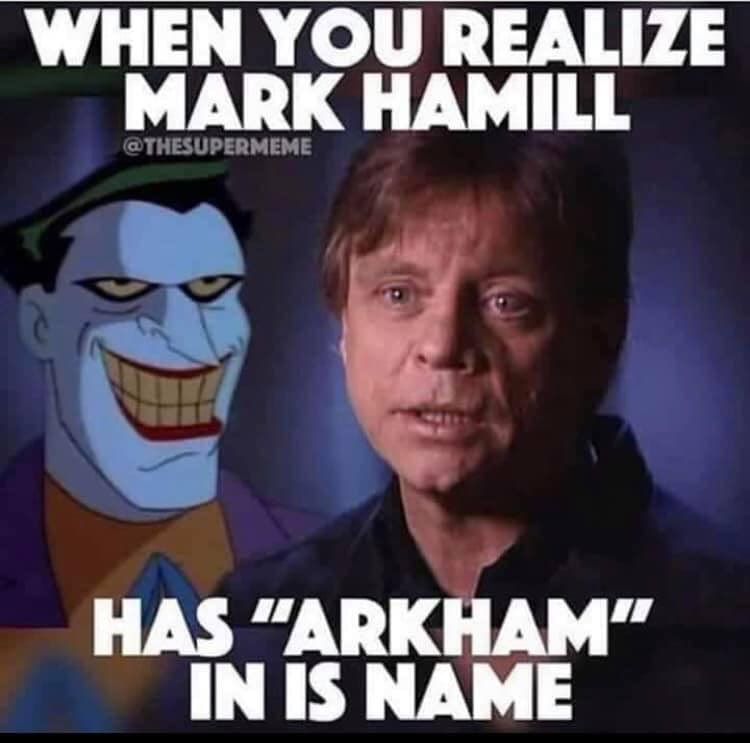 WHEN YOU REALIZE
MARK HAMILL
@THESUPERMEME
HAS "ARKHAM"
IN IS NAME